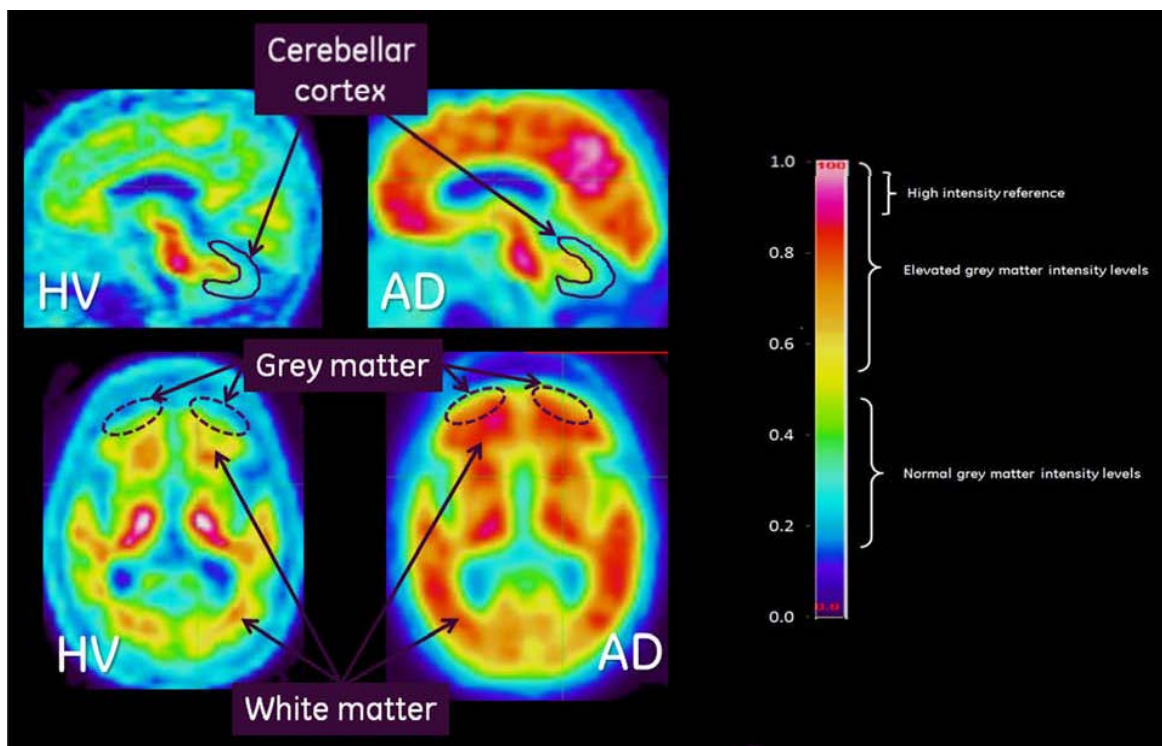 Cerebellar
cortex
HV
AD
Grey matter
HV
AD
White matter
1.0
0.8
0.6
0.4
0.2
0.0
100
0.0
High intensity reference
Elevated grey matter intensity levels
Normal grey matter intensity levels